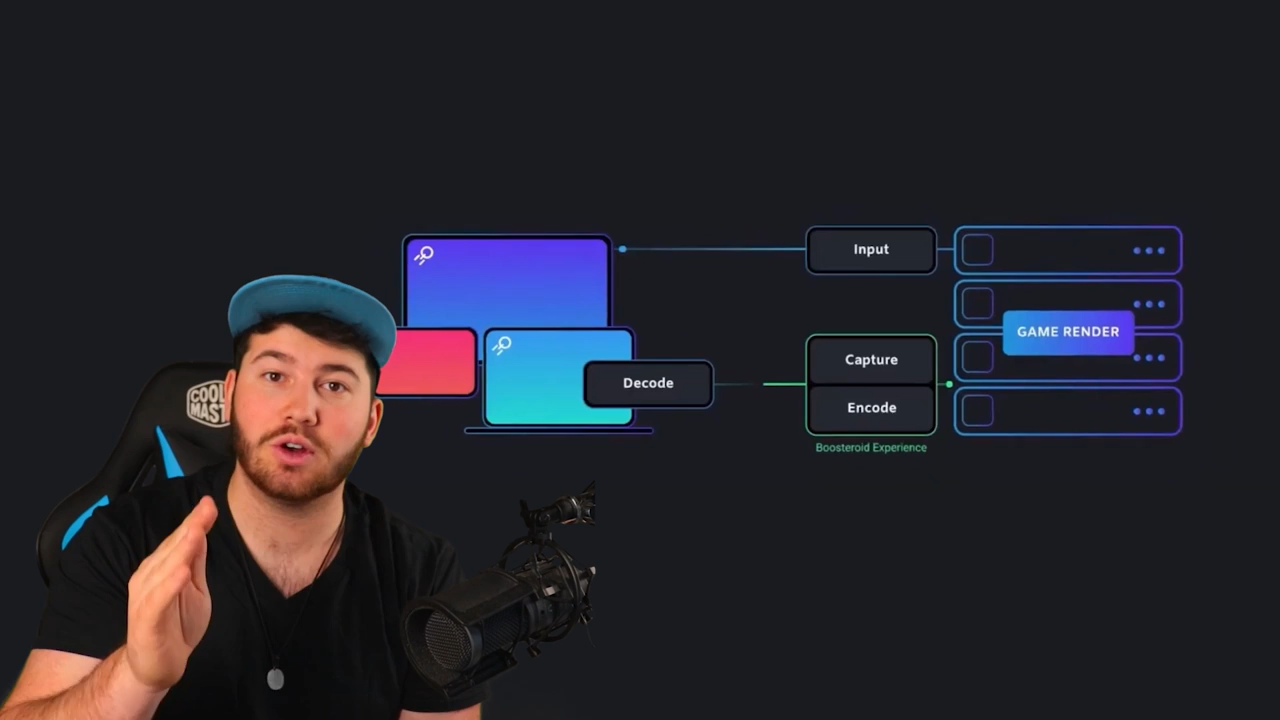 Input
GAME RENDER
Capture
Decode
Encode
Boosteroid Experience
COOL
MAST